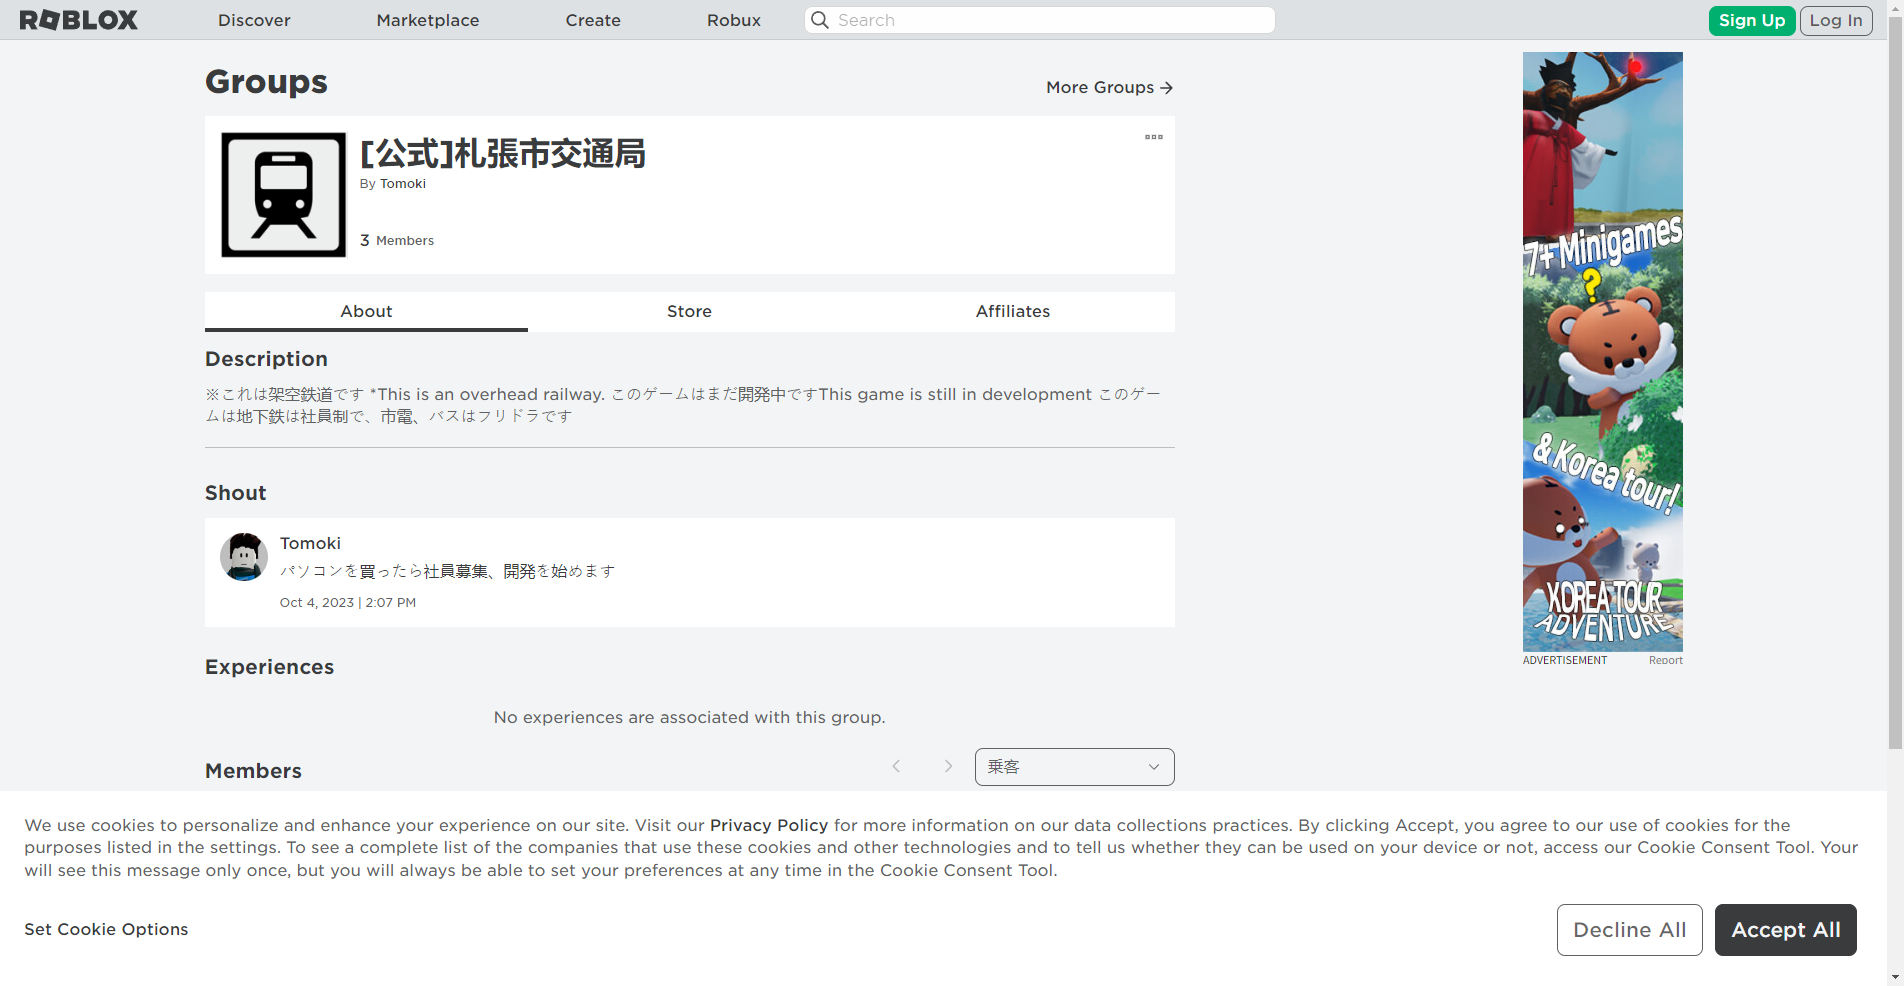 ROBLOX
Discover
Marketplace
Create
Robux
Search
Sign Up
Log In
Groups
More Groups
[公式]札張市交通局
By Tomoki
3 Members
About
Store
Affiliates
Description
※これは架空鉄道です *This is an overhead railway. このゲームはまだ開発中ですThis game is still in development このゲー
ムは地下鉄は社員制で、市電、バスはフリドラです
Shout
Tomoki
パソコンを買ったら社員募集、開発を始めます
Oct 4, 2023 | 2:07 PM
Experiences
No experiences are associated with this group.
Members
乗客
7+ Minigames
?
& Korea tour!
KOREA TOUR
ADVENTURE
ADVERTISEMENT
Report
We use cookies to personalize and enhance your experience on our site. Visit our Privacy Policy for more information on our data collections practices. By clicking Accept, you agree to our use of cookies for the
purposes listed in the settings. To see a complete list of the companies that use these cookies and other technologies and to tell us whether they can be used on your device or not, access our Cookie Consent Tool. Your
will see this message only once, but you will always be able to set your preferences at any time in the Cookie Consent Tool.
Set Cookie Options
Decline All
Accept All